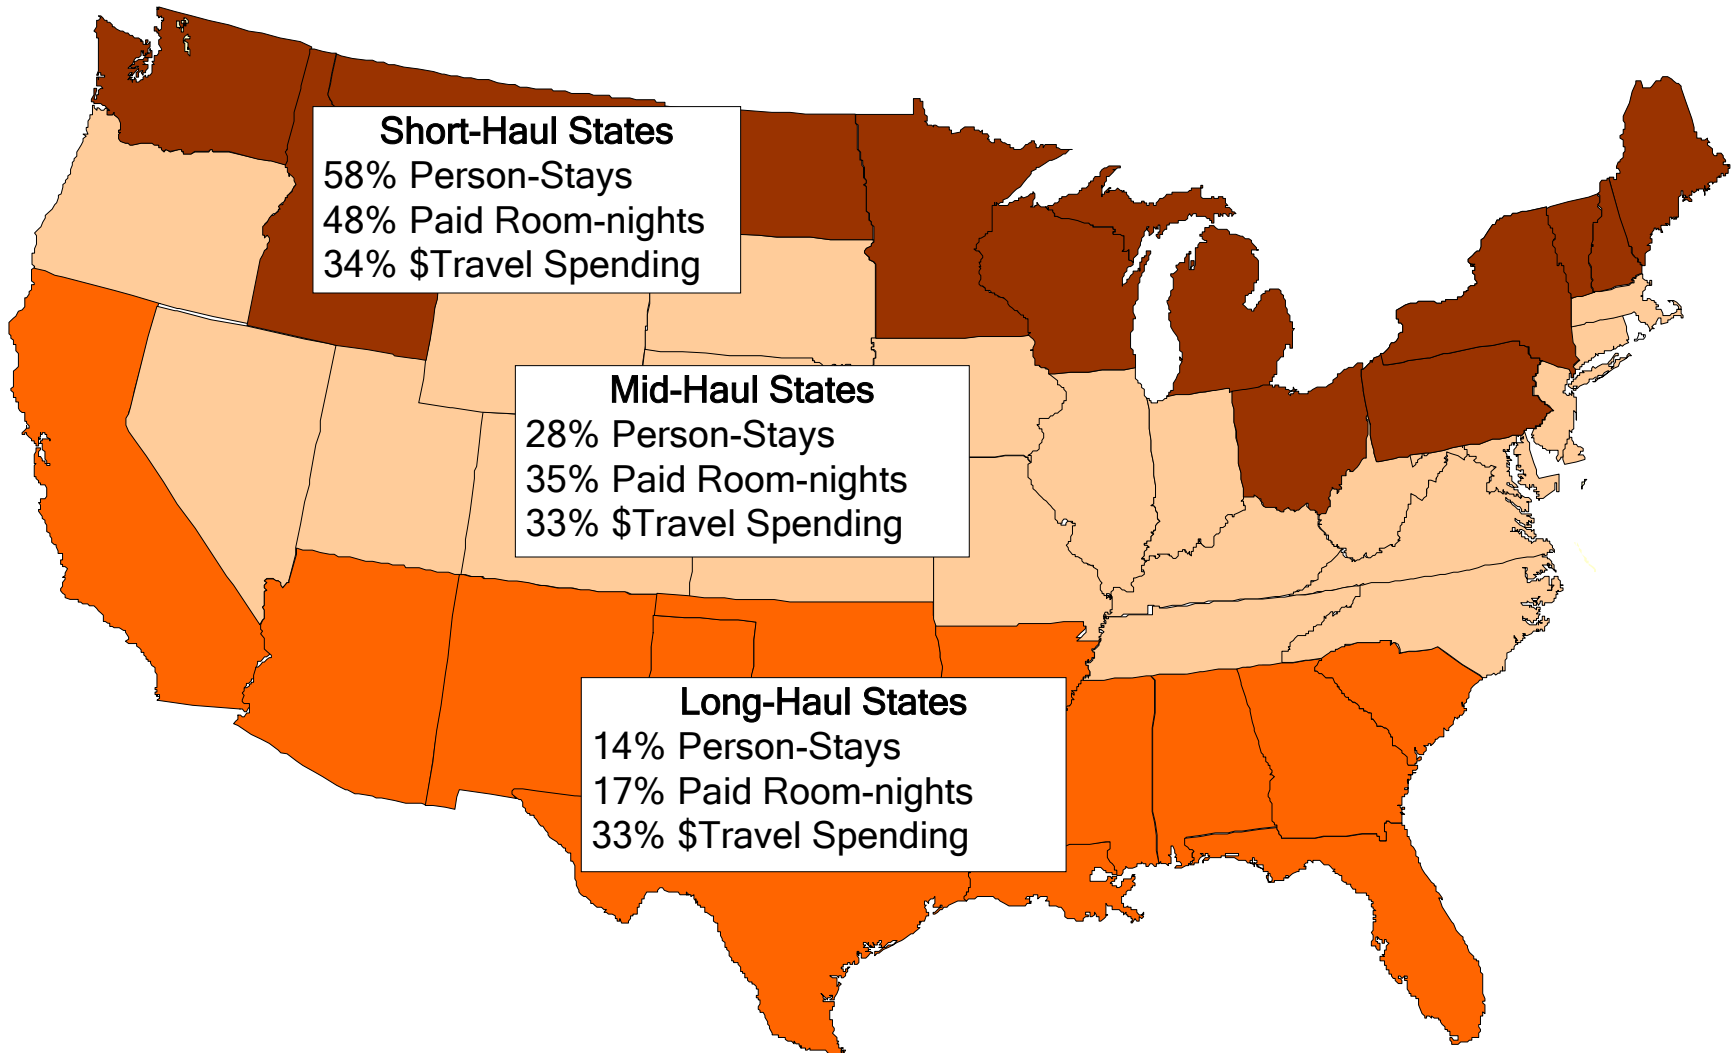 Short-Haul States
58% Person-Stays
48% Paid Room-nights
34% $Travel Spending
Mid-Haul States
28% Person-Stays
35% Paid Room-nights
33% $Travel Spending
Long-Haul States
14% Person-Stays
17% Paid Room-nights
33% $Travel Spending